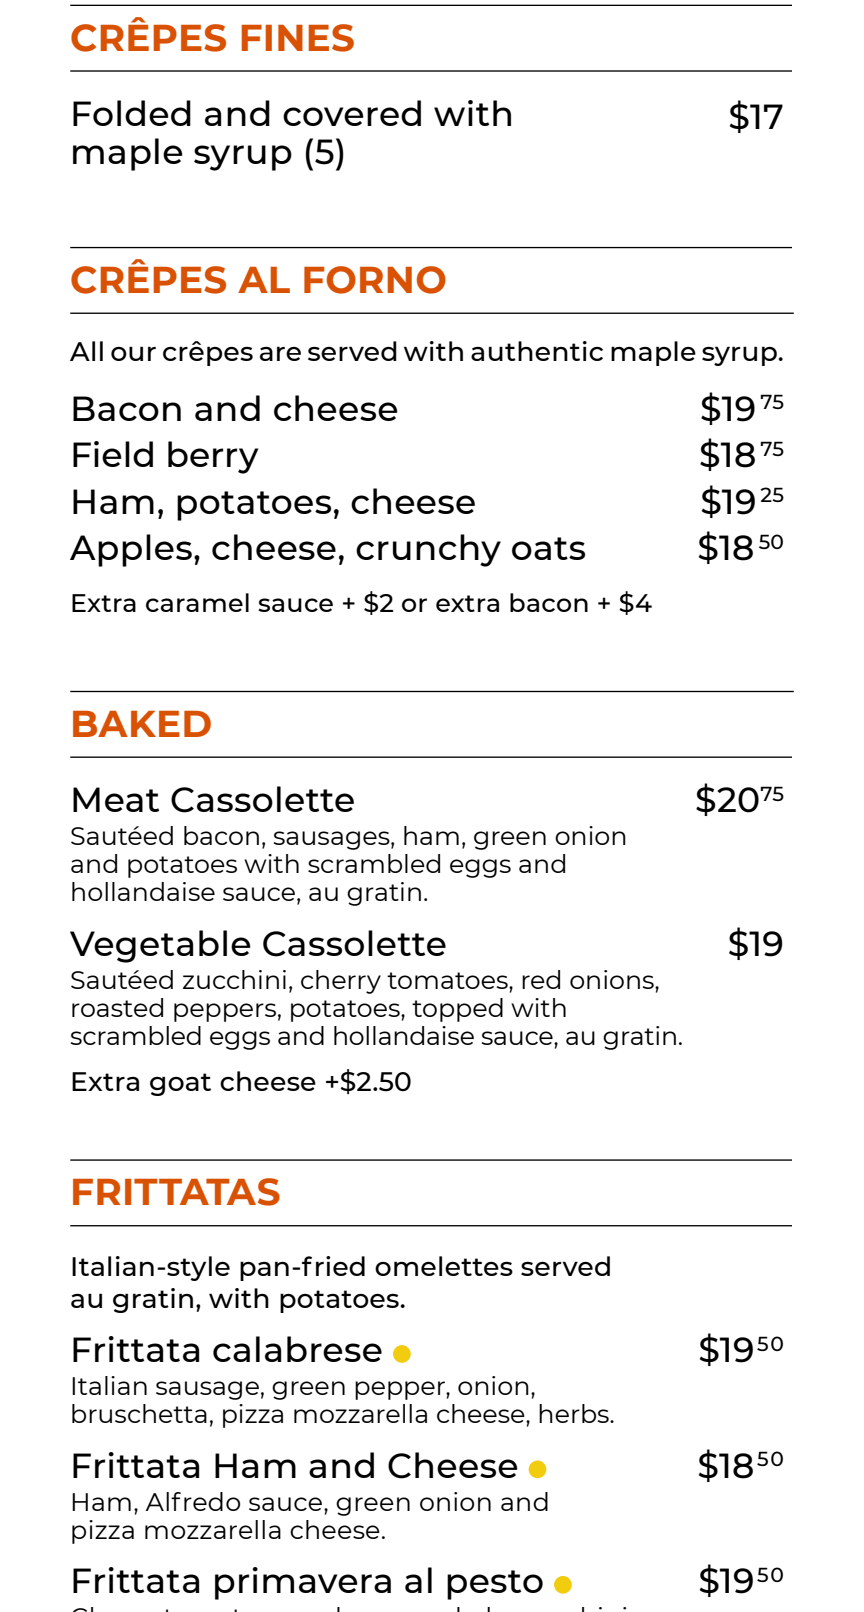 CRÊPES FINES
Folded and covered with $17
maple syrup (5)
CRÊPES AL FORNO
All our crêpes are served with authentic maple syrup.
Bacon and cheese $19 75
Field berry $18 75
Ham, potatoes, cheese $19 25
Apples, cheese, crunchy oats $18 50
Extra caramel sauce + $2 or extra bacon + $4
BAKED
Meat Cassolette $20 75
Sautéed bacon, sausages, ham, green onion
and potatoes with scrambled eggs and
hollandaise sauce, au gratin.
Vegetable Cassolette $19
Sautéed zucchini, cherry tomatoes, red onions,
roasted peppers, potatoes, topped with
scrambled eggs and hollandaise sauce, au gratin.
Extra goat cheese +$2.50
FRITTATAS
Italian-style pan-fried omelettes served
au gratin, with potatoes.
Frittata calabrese $19 50
Italian sausage, green pepper, onion,
bruschetta, pizza mozzarella cheese, herbs.
Frittata Ham and Cheese $18 50
Ham, Alfredo sauce, green onion and
pizza mozzarella cheese.
Frittata primavera al pesto $19 50